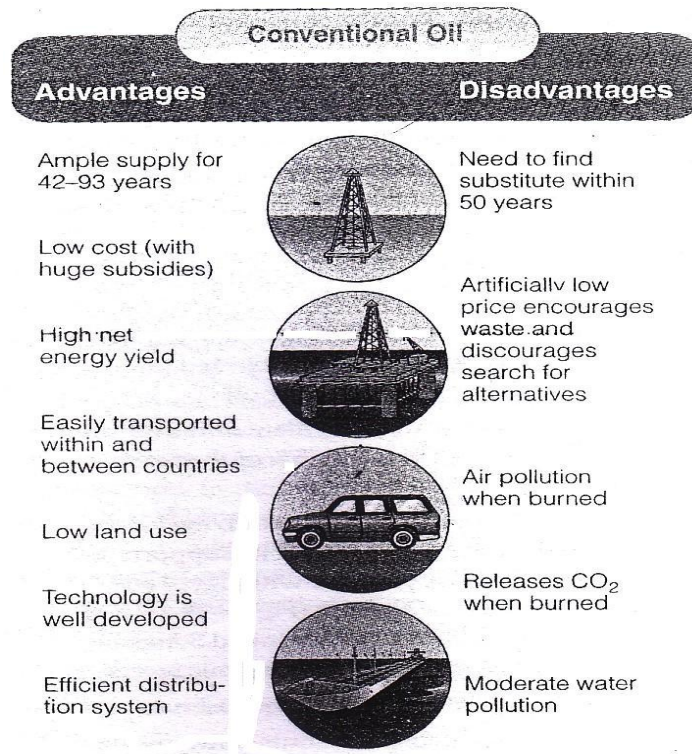 Conventional Oil
Advantages
Disadvantages
Ample supply for
42–93 years
Low cost (with
huge subsidies)
High net
energy yield
Easily transported
within and
between countries
Low land use
Technology is
well developed
Efficient distribu-
tion system
Need to find
substitute within
50 years
Artificially low
price encourages
waste and
discourages
search for
alternatives
Air pollution
when burned
Releases CO₂
when burned
Moderate water
pollution